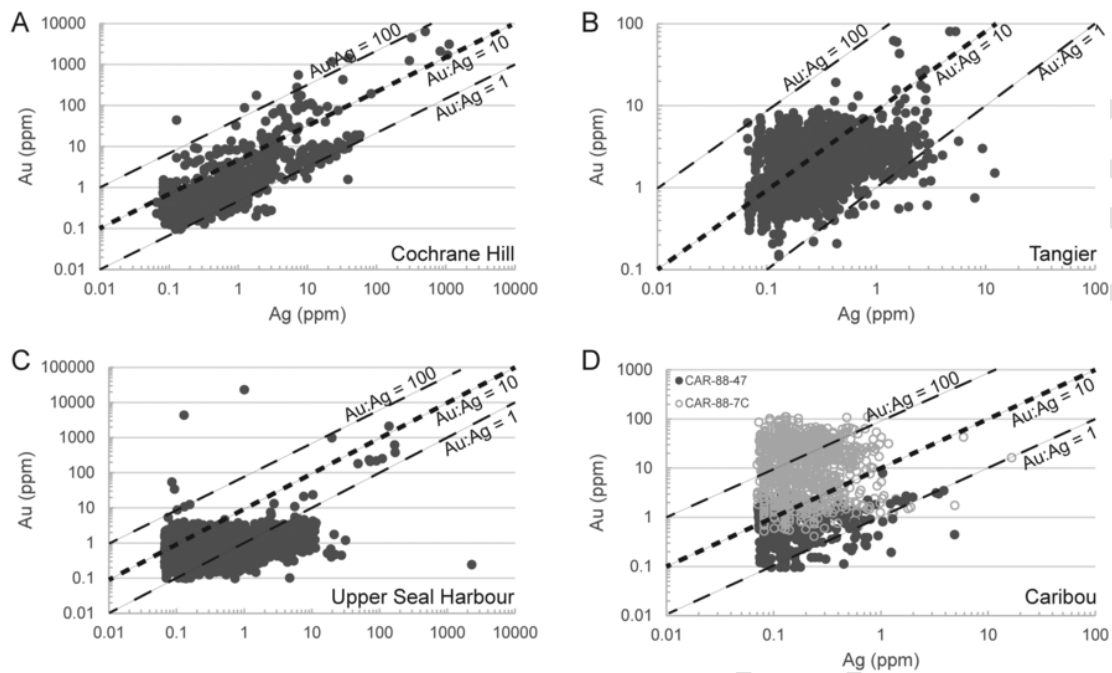 A
Au (ppm)
10000
1000
100
10
1
0.1
0.01
Au:Ag = 100
Au:Ag = 10
Au:Ag = 1
Cochrane Hill
0.01 0.1 1 10 100 1000 10000
Ag (ppm)
B
Au (ppm)
100
10
1
0.1
Au:Ag = 100
Au:Ag = 10
Au:Ag = 1
Tangier
0.01 0.1 1 10 100
Ag (ppm)
C
Au (ppm)
100000
10000
1000
100
10
1
0.1
0.01
Au:Ag = 100
Au:Ag = 10
Au:Ag = 1
Upper Seal Harbour
0.01 0.1 1 10 100 1000 10000
D
Au (ppm)
1000
100
10
1
0.1
0.01
CAR-88-47
CAR-88-7C
Au:Ag = 100
Au:Ag = 10
Au:Ag = 1
Caribou
0.01 0.1 1 10 100
Ag (ppm)